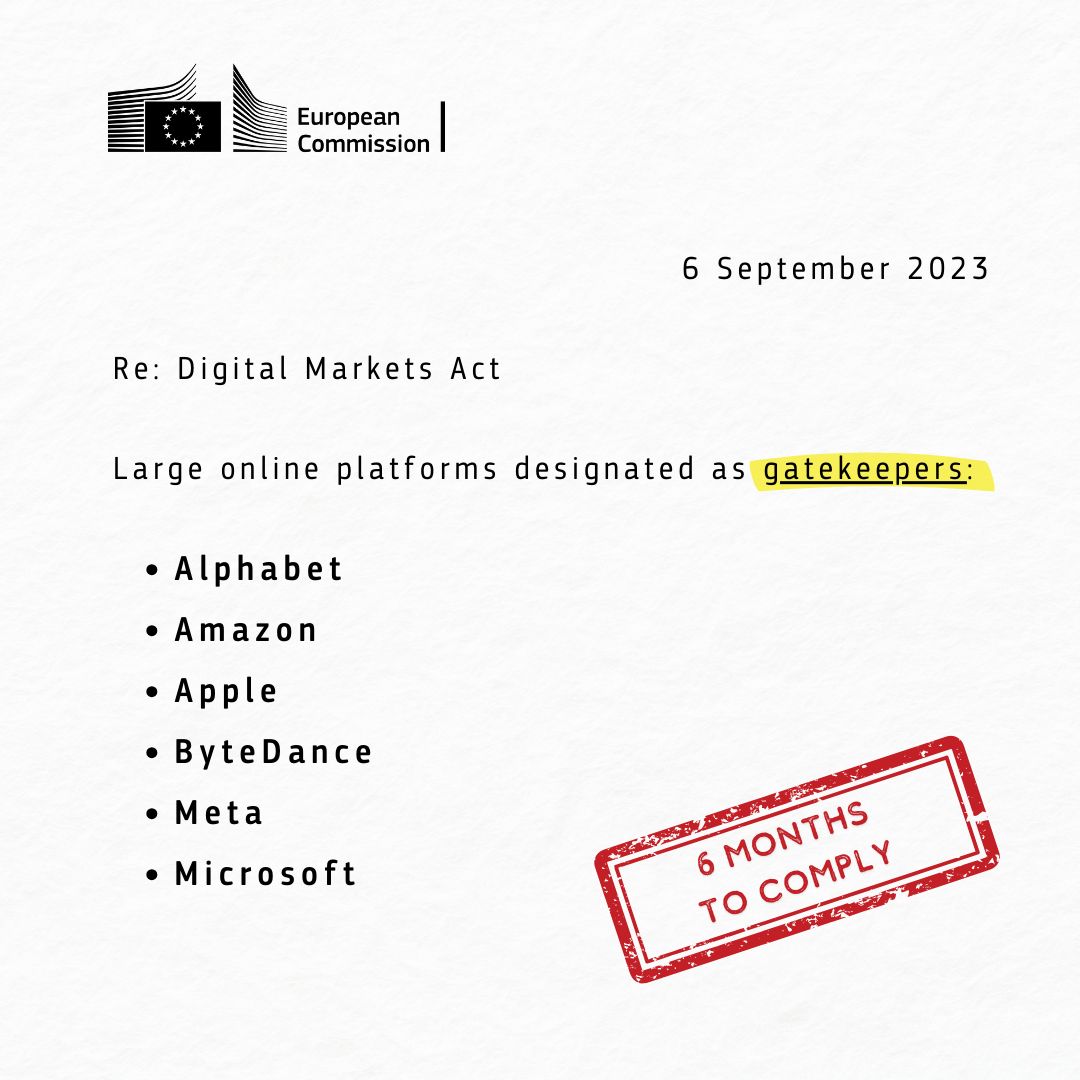 European
Commission
6 September 2023
Re: Digital Markets Act
Large online platforms designated as gatekeepers:
• Alphabet
• Amazon
• Apple
• ByteDance
• Meta
• Microsoft
6 MONTHS
TO COMPLY